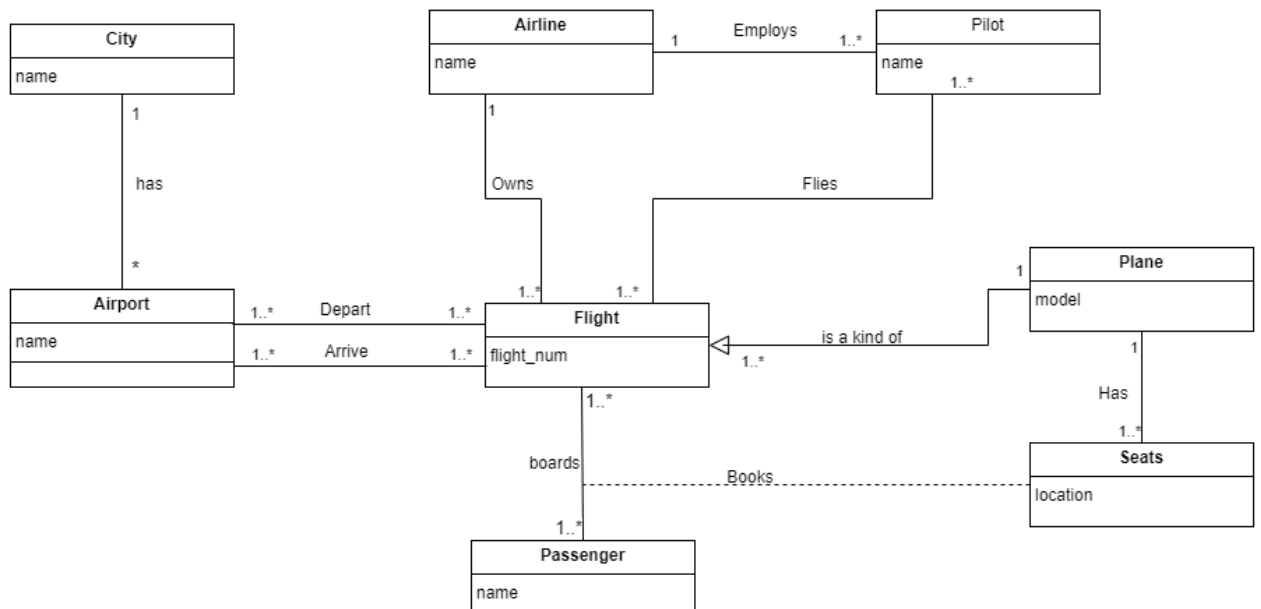 City
name
1
has
*
Airline
name
1
Employs
1..*
Pilot
name
1..*
1
Owns
1..*
Flies
1..*
Airport
name
1..*
Depart
1..*
1..*
Arrive
1..*
Flight
flight_num
is a kind of
1..*
1
Plane
model
1
Has
1..*
Seats
location
1..*
boards
Books
1..*
Passenger
name